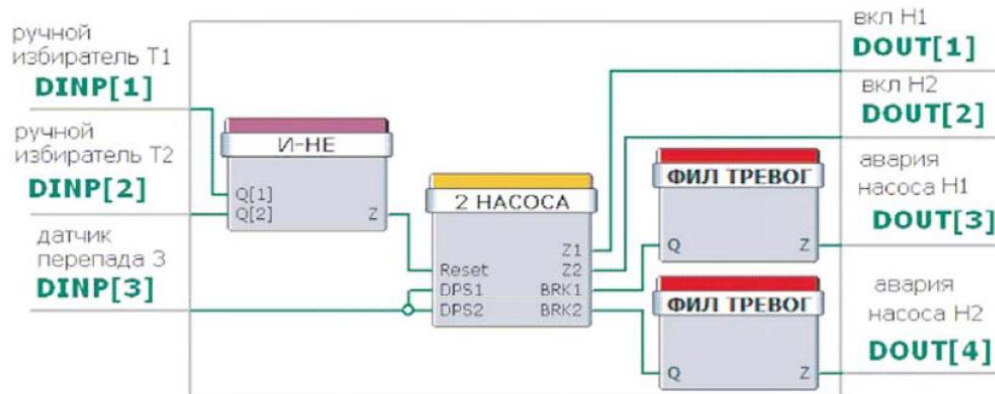 ручной
избиратель Т1
DINP[1]
ручной
избиратель Т2
DINP[2]
датчик
перепада 3
DINP[3]
И-НЕ
Q[1]
Q[2]
Z
2 НАСОСА
Z1
Reset
Z2
DPS1
BRK1
DPS2
BRK2
ФИЛ ТРЕВОГ
Q
Z
ФИЛ ТРЕВОГ
Q
Z
вкл Н1
DOUT[1]
вкл Н2
DOUT[2]
авария
насоса Н1
DOUT[3]
авария
насоса Н2
DOUT[4]